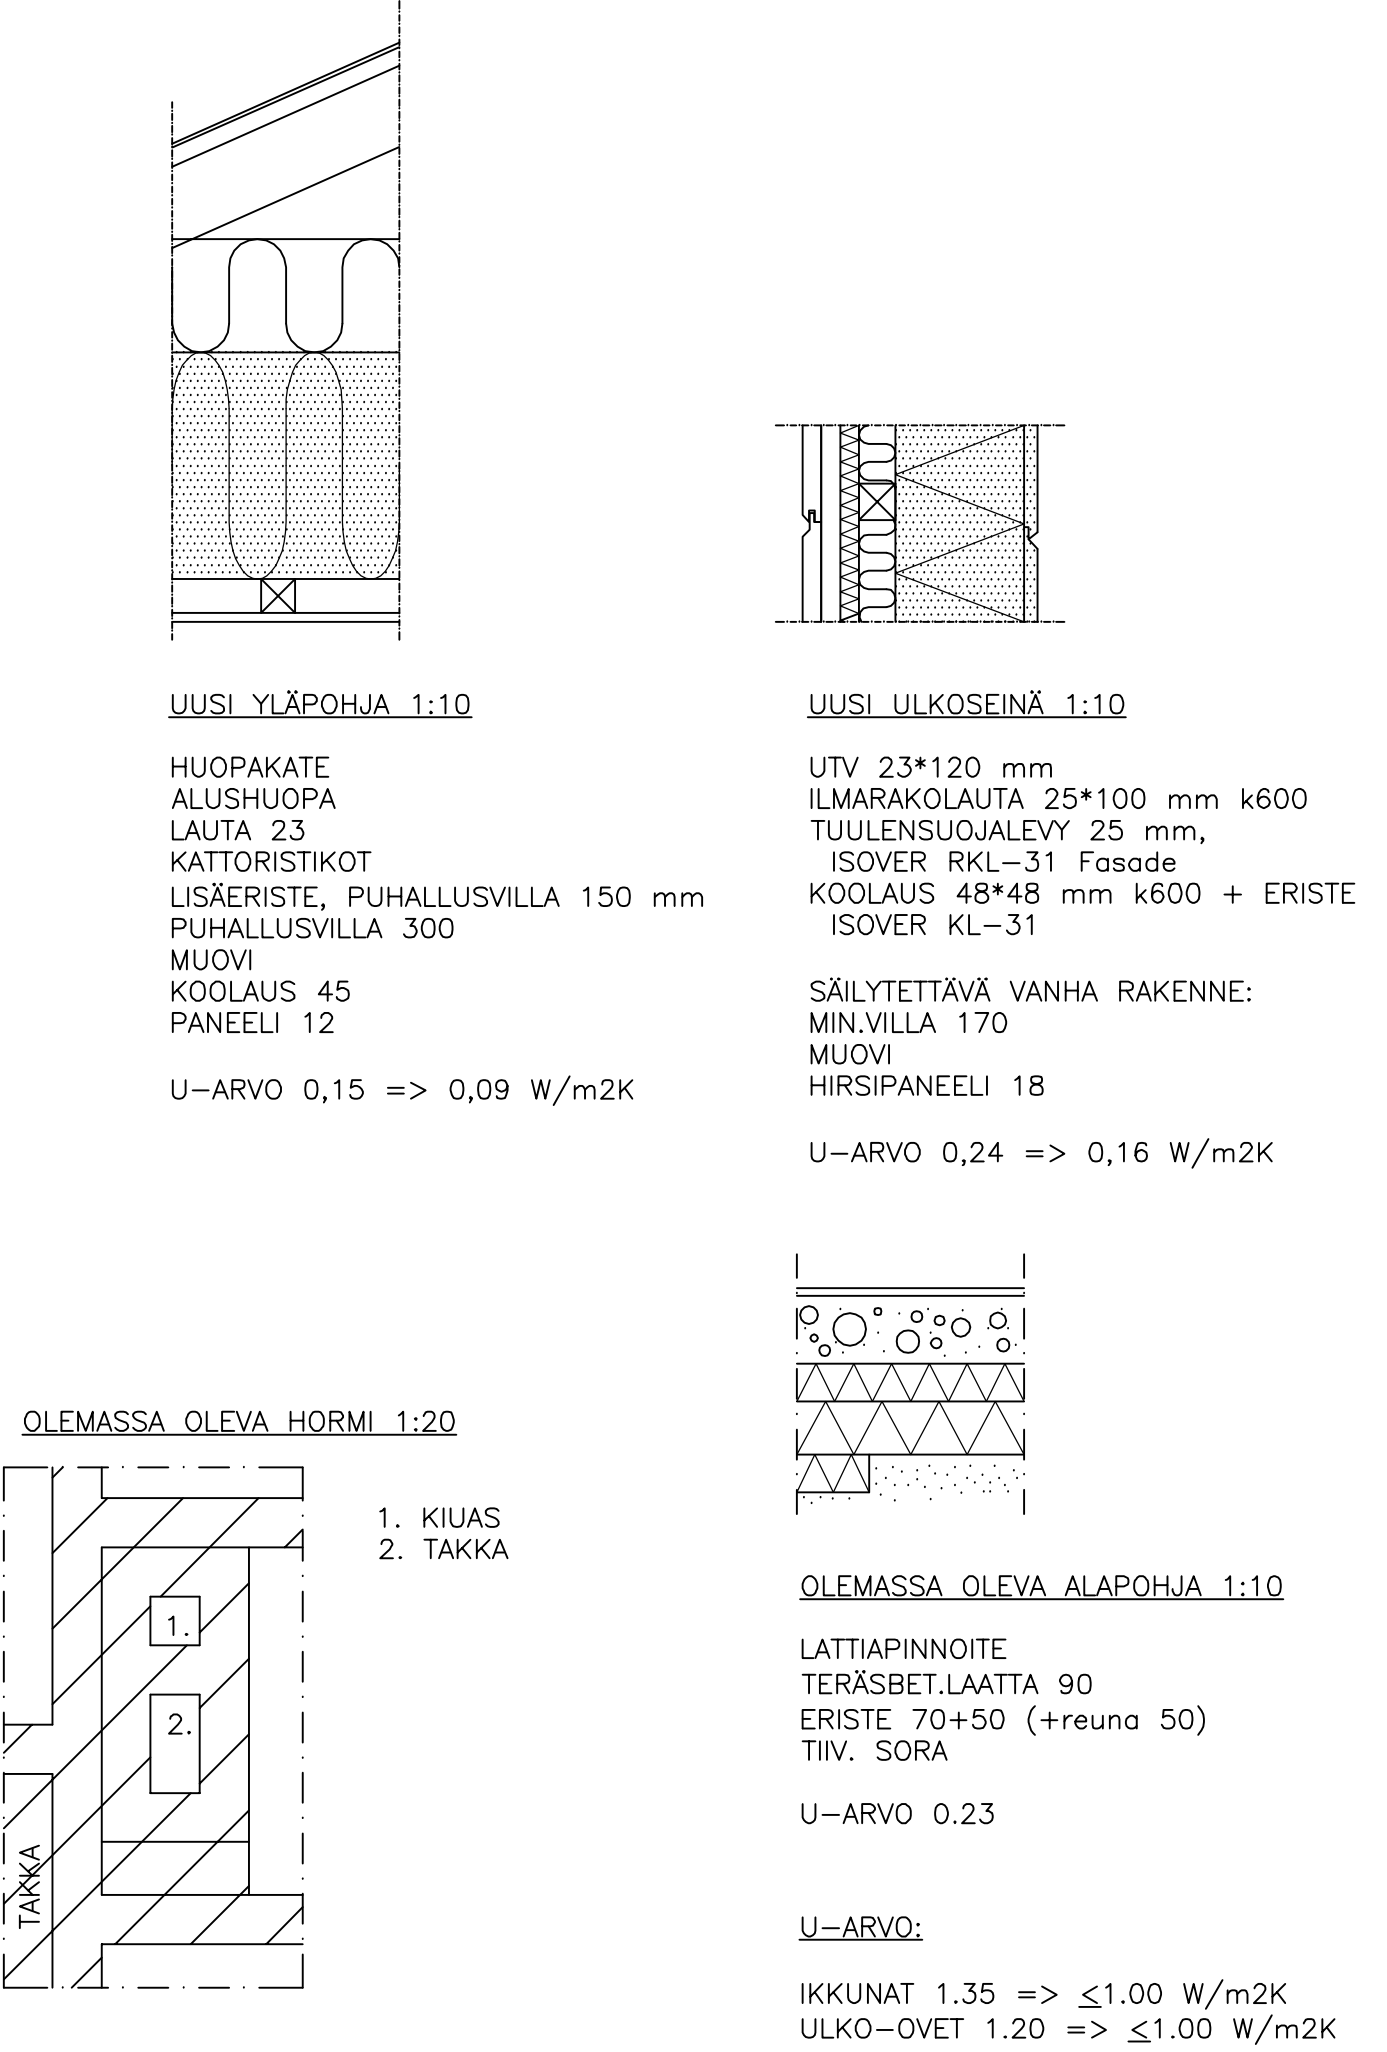 UUSI YLÄPOHJA 1:10
HUOPAKATE
ALUSHUOPA
LAUTA 23
KATTORISTIKOT
LISÄERISTE, PUHALLUSVILLA 150 mm
PUHALLUSVILLA 300
MUOVI
KOOLAUS 45
PANEELI 12
U-ARVO 0,15 => 0,09 W/m2K
UUSI ULKOSEINÄ 1:10
UTV 23*120 mm
ILMARAKOLAUTA 25*100 mm k600
TUULENSUOJALEVY 25 mm,
ISOVER RKL-31 Fasade
KOOLAUS 48*48 mm k600 + ERISTE
ISOVER KL-31
SÄILYTETTÄVÄ VANHA RAKENNE:
MIN.VILLA 170
MUOVI
HIRSIPANEELI 18
U-ARVO 0,24 => 0,16 W/m2K
OLEMASSA OLEVA HORMI 1:20
1. KIUAS
2. TAKKA
1.
2.
TAKKA
OLEMASSA OLEVA ALAPOHJA 1:10
LATTIAPINNOITE
TERÄSBET.LAATTA 90
ERISTE 70+50 (+reuna 50)
TIIV. SORA
U-ARVO 0.23
U-ARVO:
IKKUNAT 1.35 => ≤1.00 W/m2K
ULKO-OVET 1.20 => ≤1.00 W/m2K